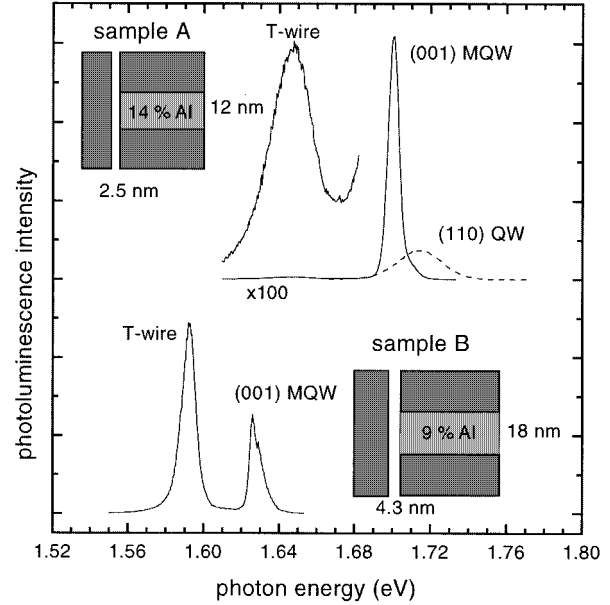 sample A
T-wire
(001) MQW
14 % Al
12 nm
2.5 nm
(110) QW
x100
T-wire
(001) MQW
sample B
9 % Al
18 nm
4.3 nm
photoluminescence intensity
1.52 1.56 1.60 1.64 1.68 1.72 1.76 1.80
photon energy (eV)